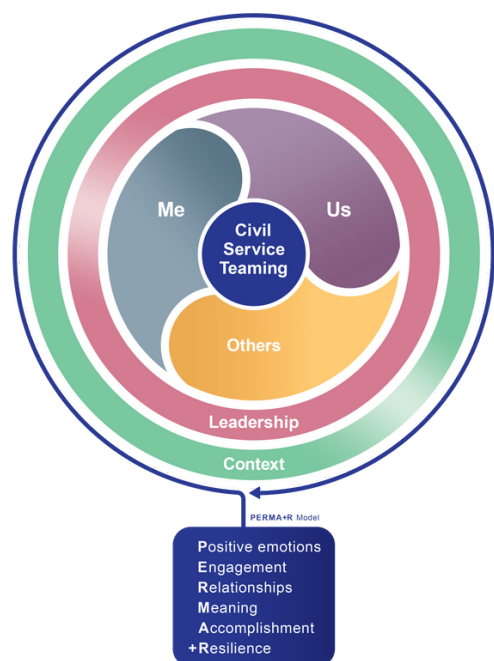 Me
Us
Civil
Service
Teaming
Others
Leadership
Context
PERMA+R Model
Positive emotions
Engagement
Relationships
Meaning
Accomplishment
+Resilience